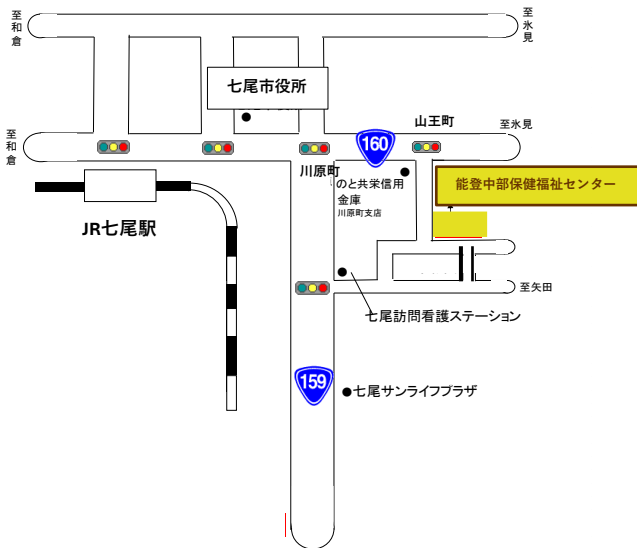 至和倉
至氷見
七尾市役所
山王町
至和倉
160
至氷見
川原町
のと共栄信用
金庫
川原町支店
能登中部保健福祉センター
JR七尾駅
至矢田
七尾訪問看護ステーション
159
七尾サンライフプラザ